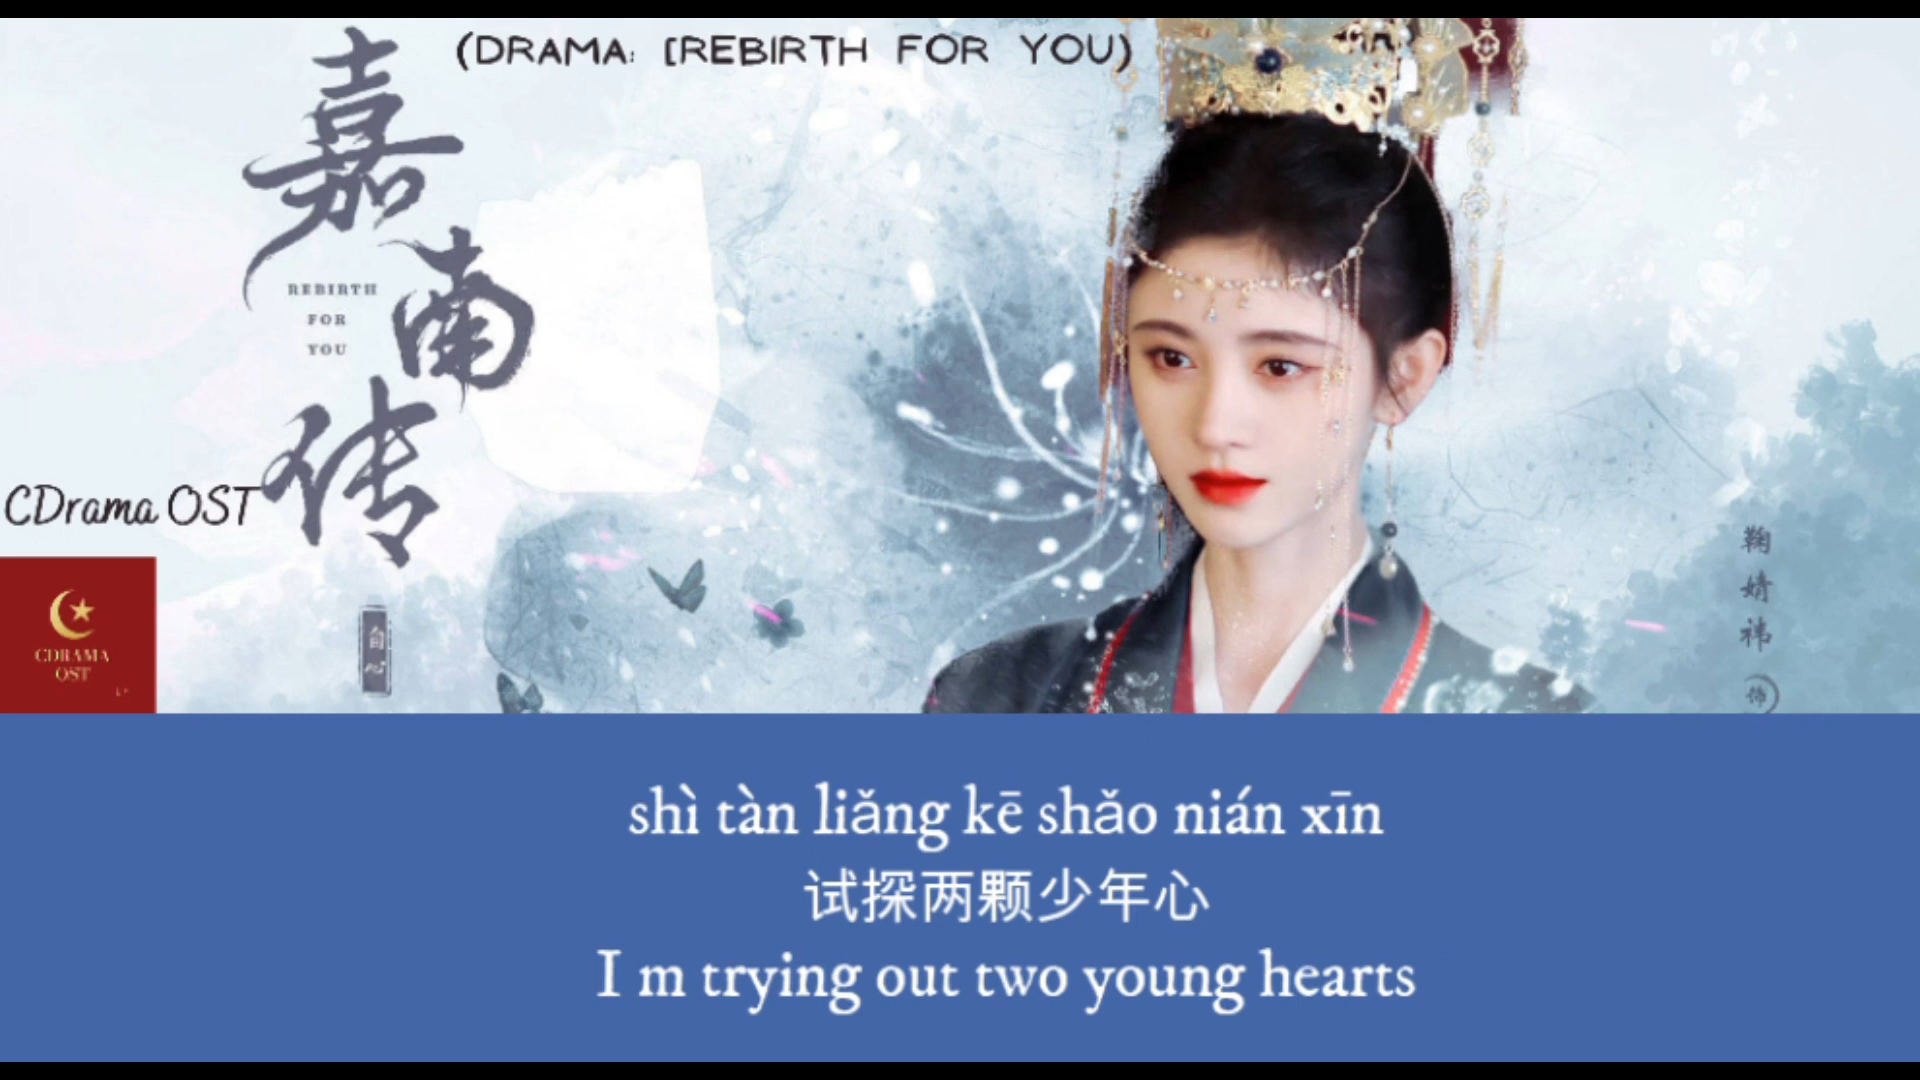 (DRAMA: [REBIRTH FOR YOU)
嘉南传
REBIRTH
FOR
YOU
CDrama OST
CDRAMA
OST
鞠婧祎
饰
shì tàn liǎng kē shǎo nián xīn
试探两颗少年心
I m trying out two young hearts